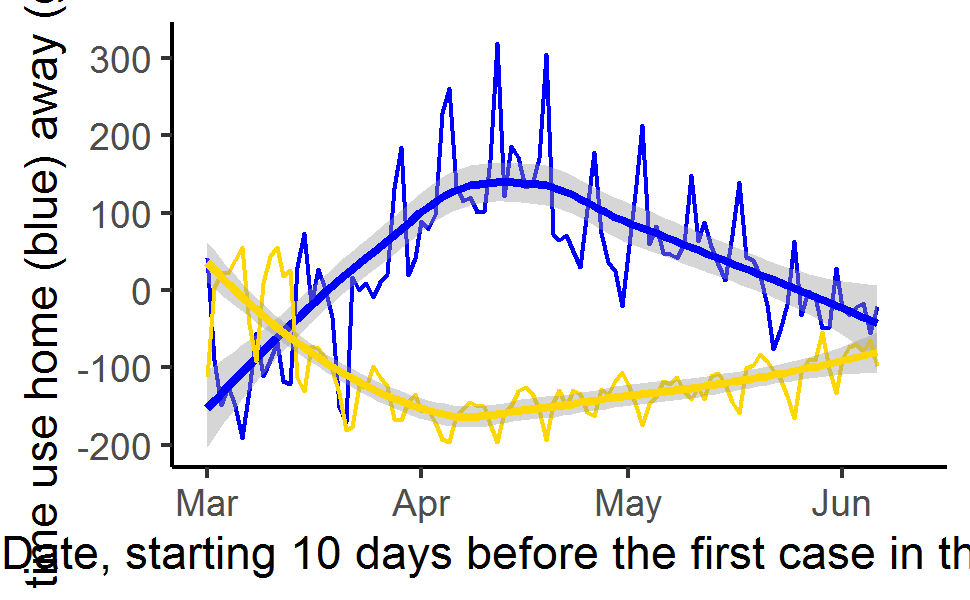 time use home (blue) away (
300
200
100
0
-100
-200
Mar Apr May Jun
Date, starting 10 days before the first case in th